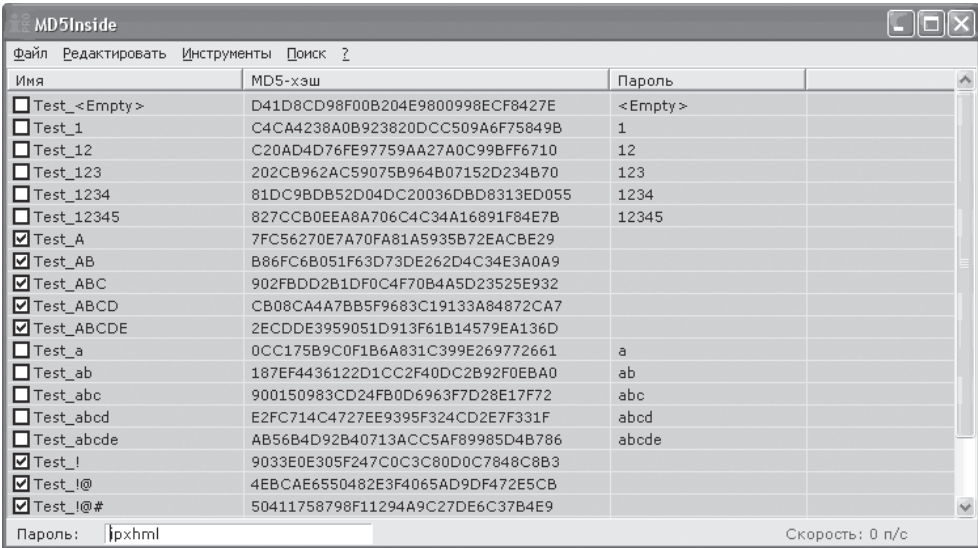 MD5Inside
Файл Редактировать Инструменты Поиск ?
Имя MD5-хэш Пароль
Test_<Empty> D41D8CD98F00B204E9800998ECF8427E <Empty>
Test_1 C4CA4238A0B923820DCC509A6F75849B 1
Test_12 C20AD4D76FE97759AA27A0C99BFF6710 12
Test_123 202CB962AC59075B964B07152D234B70 123
Test_1234 81DC9BDB52D04DC20036DBD8313ED055 1234
Test_12345 827CCB0EEA8A706C4C34A16891F84E7B 12345
Test_A 7FC56270E7A70FA81A5935B72EACBE29
Test_AB B86FC6B051F63D73DE262D4C34E3A0A9
Test_ABC 902FBDD2B1DF0C4F70B4A5D23525E932
Test_ABCD CB08CA4A7BB5F9683C19133A84872CA7
Test_ABCDE 2ECDDE3959051D913F61B14579EA136D
Test_a 0CC175B9C0F1B6A831C399E269772661 a
Test_ab 187EF4436122D1CC2F40DC2B92F0EBA0 ab
Test_abc 900150983CD24FB0D6963F7D28E17F72 abc
Test_abcd E2FC714C4727EE9395F324CD2E7F331F abcd
Test_abcde AB56B4D92B40713ACC5AF89985D4B786 abcde
Test_! 9033E0E305F247C0C3C80D0C7848C8B3
Test_!@ 4EBCAE6550482E3F4065AD9DF472E5CB
Test_!@# 50411758798F11294A9C27DE6C37B4E9
Пароль: ipxhml Скорость: 0 п/с